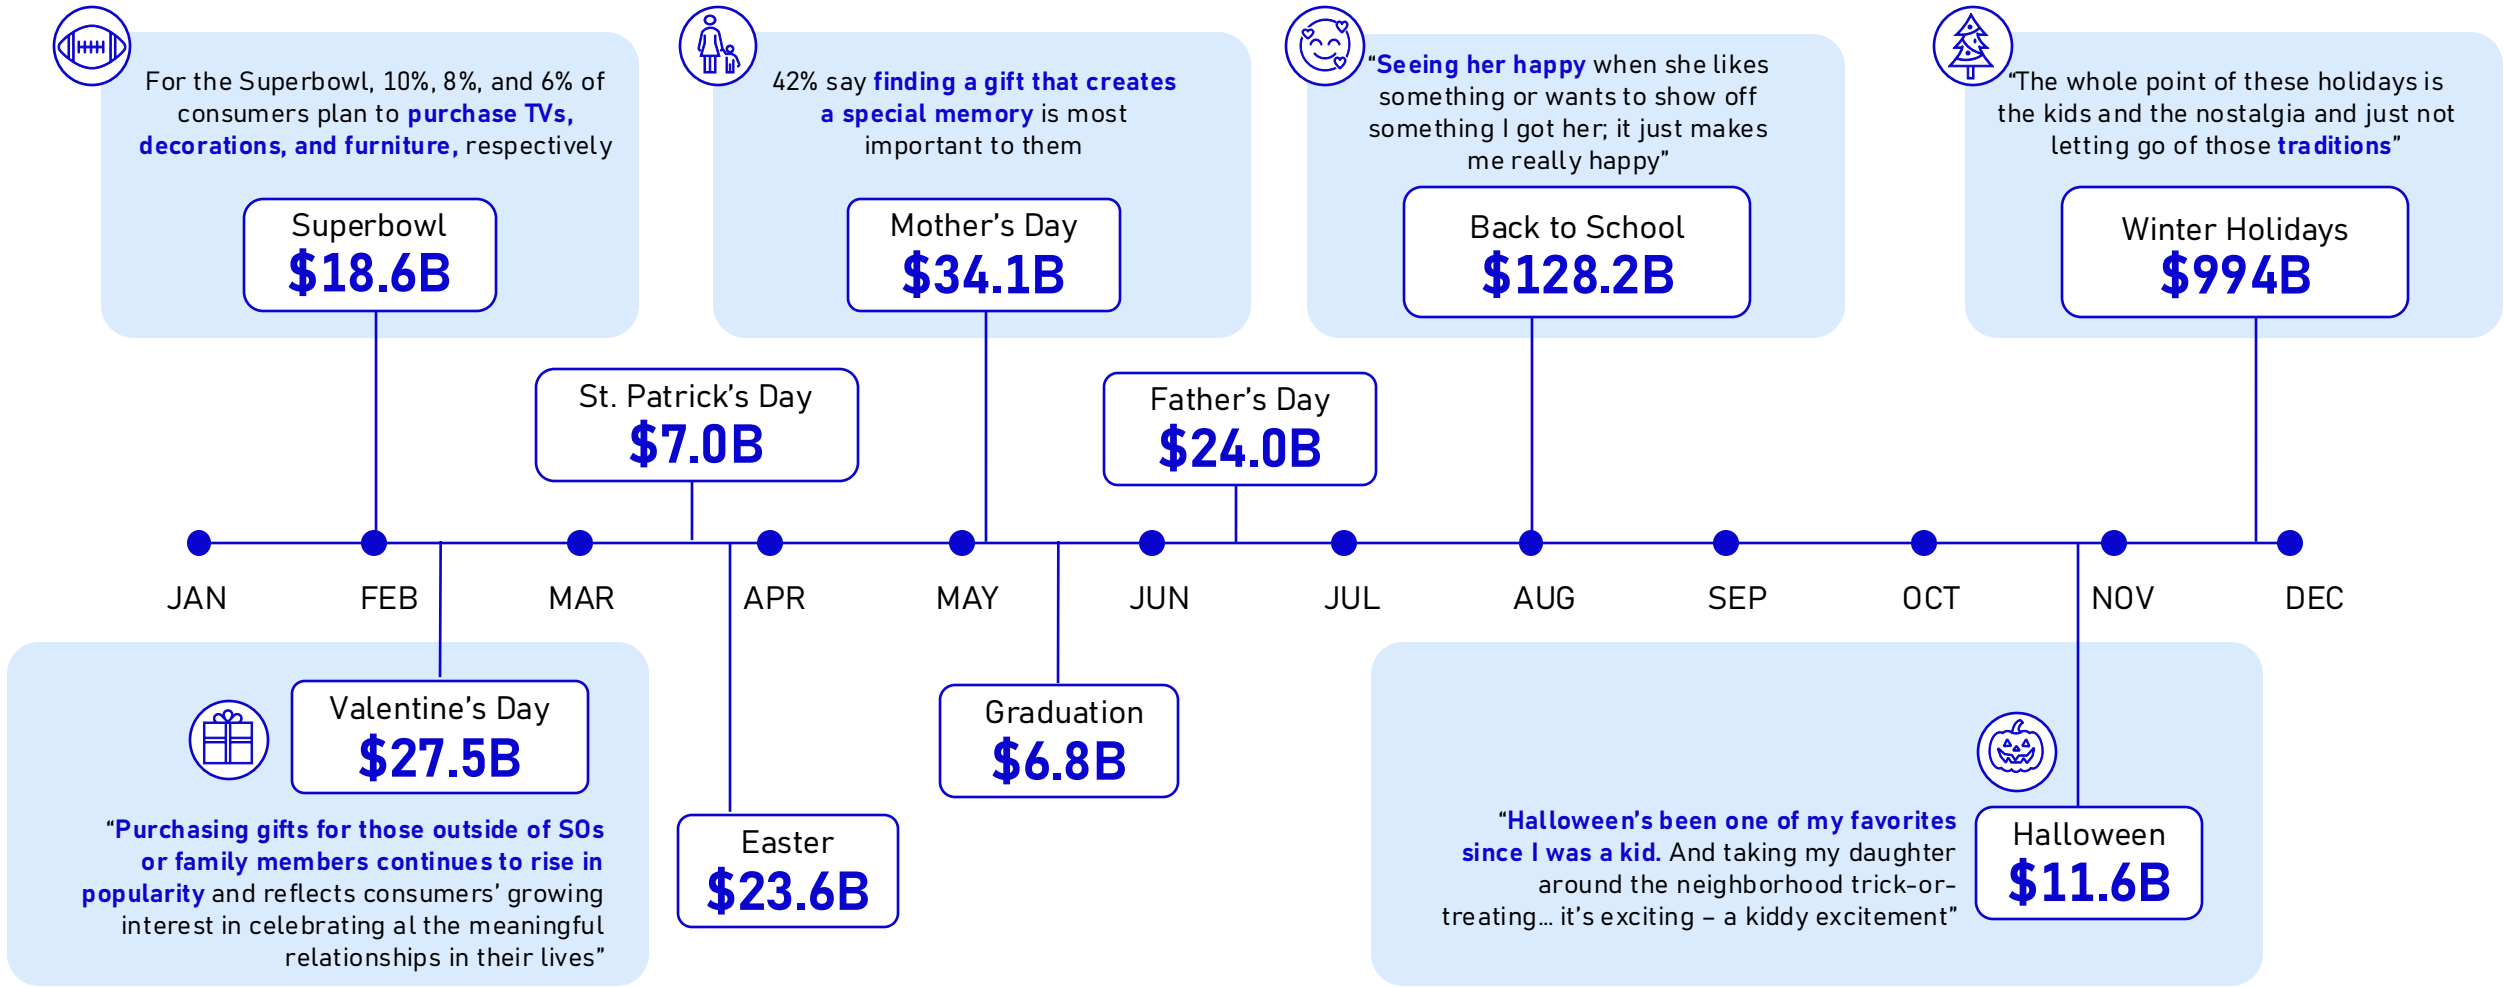 For the Superbowl, 10%, 8%, and 6% of
consumers plan to purchase TVs,
decorations, and furniture, respectively
Superbowl
$18.6B
42% say finding a gift that creates
a special memory is most
important to them
Mother’s Day
$34.1B
“Seeing her happy when she likes
something or wants to show off
something I got her; it just makes
me really happy”
Back to School
$128.2B
“The whole point of these holidays is
the kids and the nostalgia and just not
letting go of those traditions”
Winter Holidays
$994B
St. Patrick’s Day
$7.0B
Father’s Day
$24.0B
JAN
FEB
MAR
APR
MAY
JUN
JUL
AUG
SEP
OCT
NOV
DEC
Valentine’s Day
$27.5B
“Purchasing gifts for those outside of SOs
or family members continues to rise in
popularity and reflects consumers’ growing
interest in celebrating al the meaningful
relationships in their lives”
Easter
$23.6B
Graduation
$6.8B
“Halloween’s been one of my favorites
since I was a kid. And taking my daughter
around the neighborhood trick-or-
treating... it’s exciting – a kiddy excitement”
Halloween
$11.6B